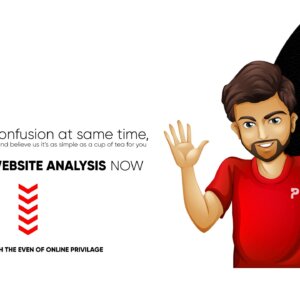 onfusion at same time,
nd believe us it's as simple as a cup of tea for you
WEBSITE ANALYSIS NOW
H THE EVEN OF ONLINE PRIVILAGE
P